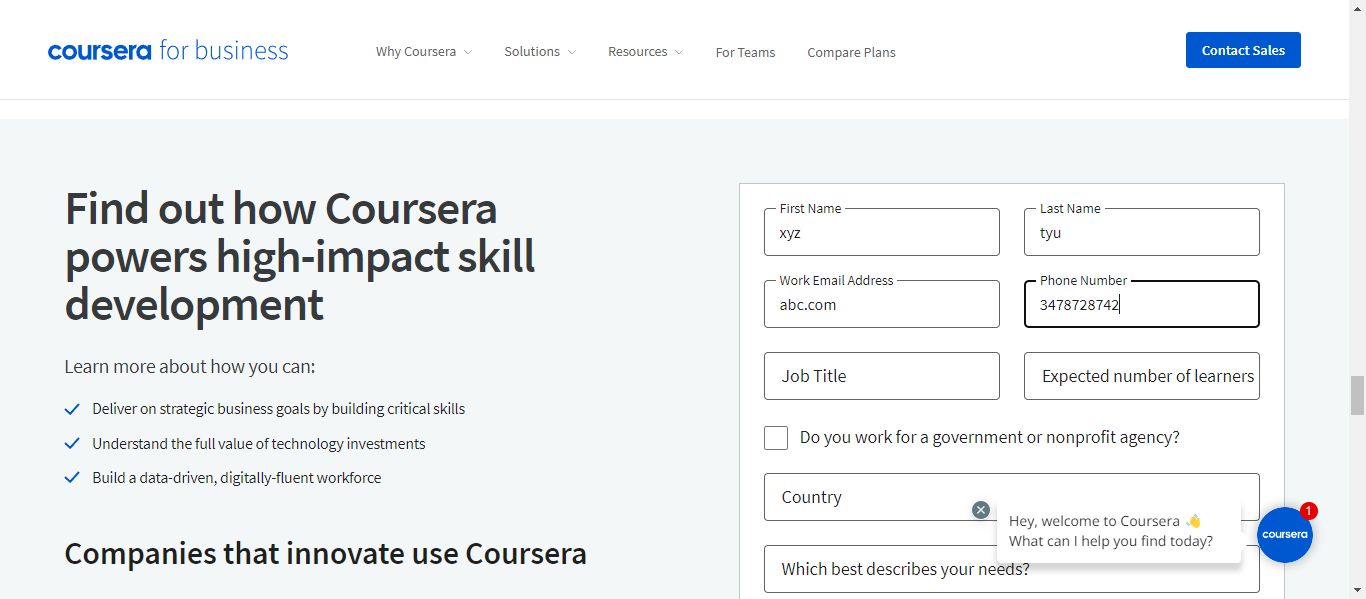 coursera for business
Why Coursera
Solutions
Resources
For Teams
Compare Plans
Contact Sales
Find out how Coursera
powers high-impact skill
development
Learn more about how you can:
Deliver on strategic business goals by building critical skills
Understand the full value of technology investments
Build a data-driven, digitally-fluent workforce
Companies that innovate use Coursera
First Name
xyz
Last Name
tyu
Work Email Address
abc.com
Phone Number
3478728742
Job Title
Expected number of learners
Do you work for a government or nonprofit agency?
Country
Which best describes your needs?
Hey, welcome to Coursera 👋
What can I help you find today?
coursera
1